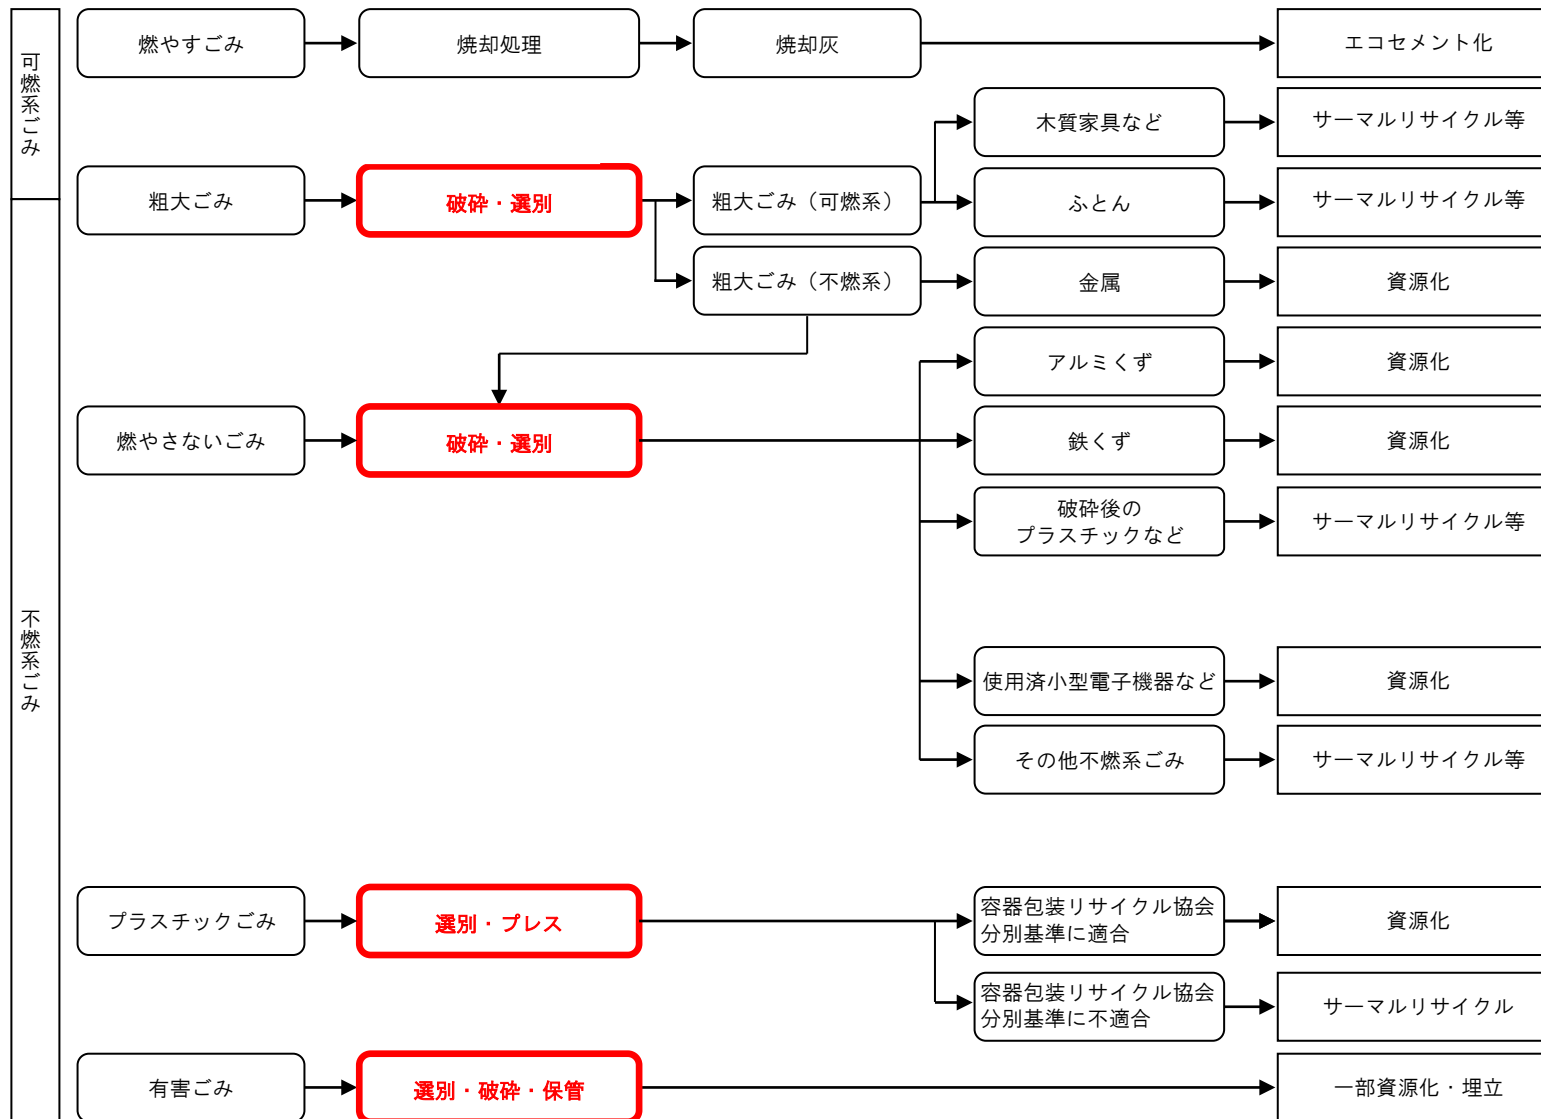 可燃系ごみ
燃やすごみ
焼却処理
焼却灰
エコセメント化
木質家具など
サーマルリサイクル等
粗大ごみ
破砕・選別
粗大ごみ（可燃系）
ふとん
サーマルリサイクル等
粗大ごみ（不燃系）
金属
資源化
不燃系ごみ
アルミくず
資源化
燃やさないごみ
破砕・選別
鉄くず
資源化
破砕後の
プラスチックなど
サーマルリサイクル等
使用済小型電子機器など
資源化
その他不燃系ごみ
サーマルリサイクル等
プラスチックごみ
選別・プレス
容器包装リサイクル協会
分別基準に適合
資源化
容器包装リサイクル協会
分別基準に不適合
サーマルリサイクル
有害ごみ
選別・破砕・保管
一部資源化・埋立